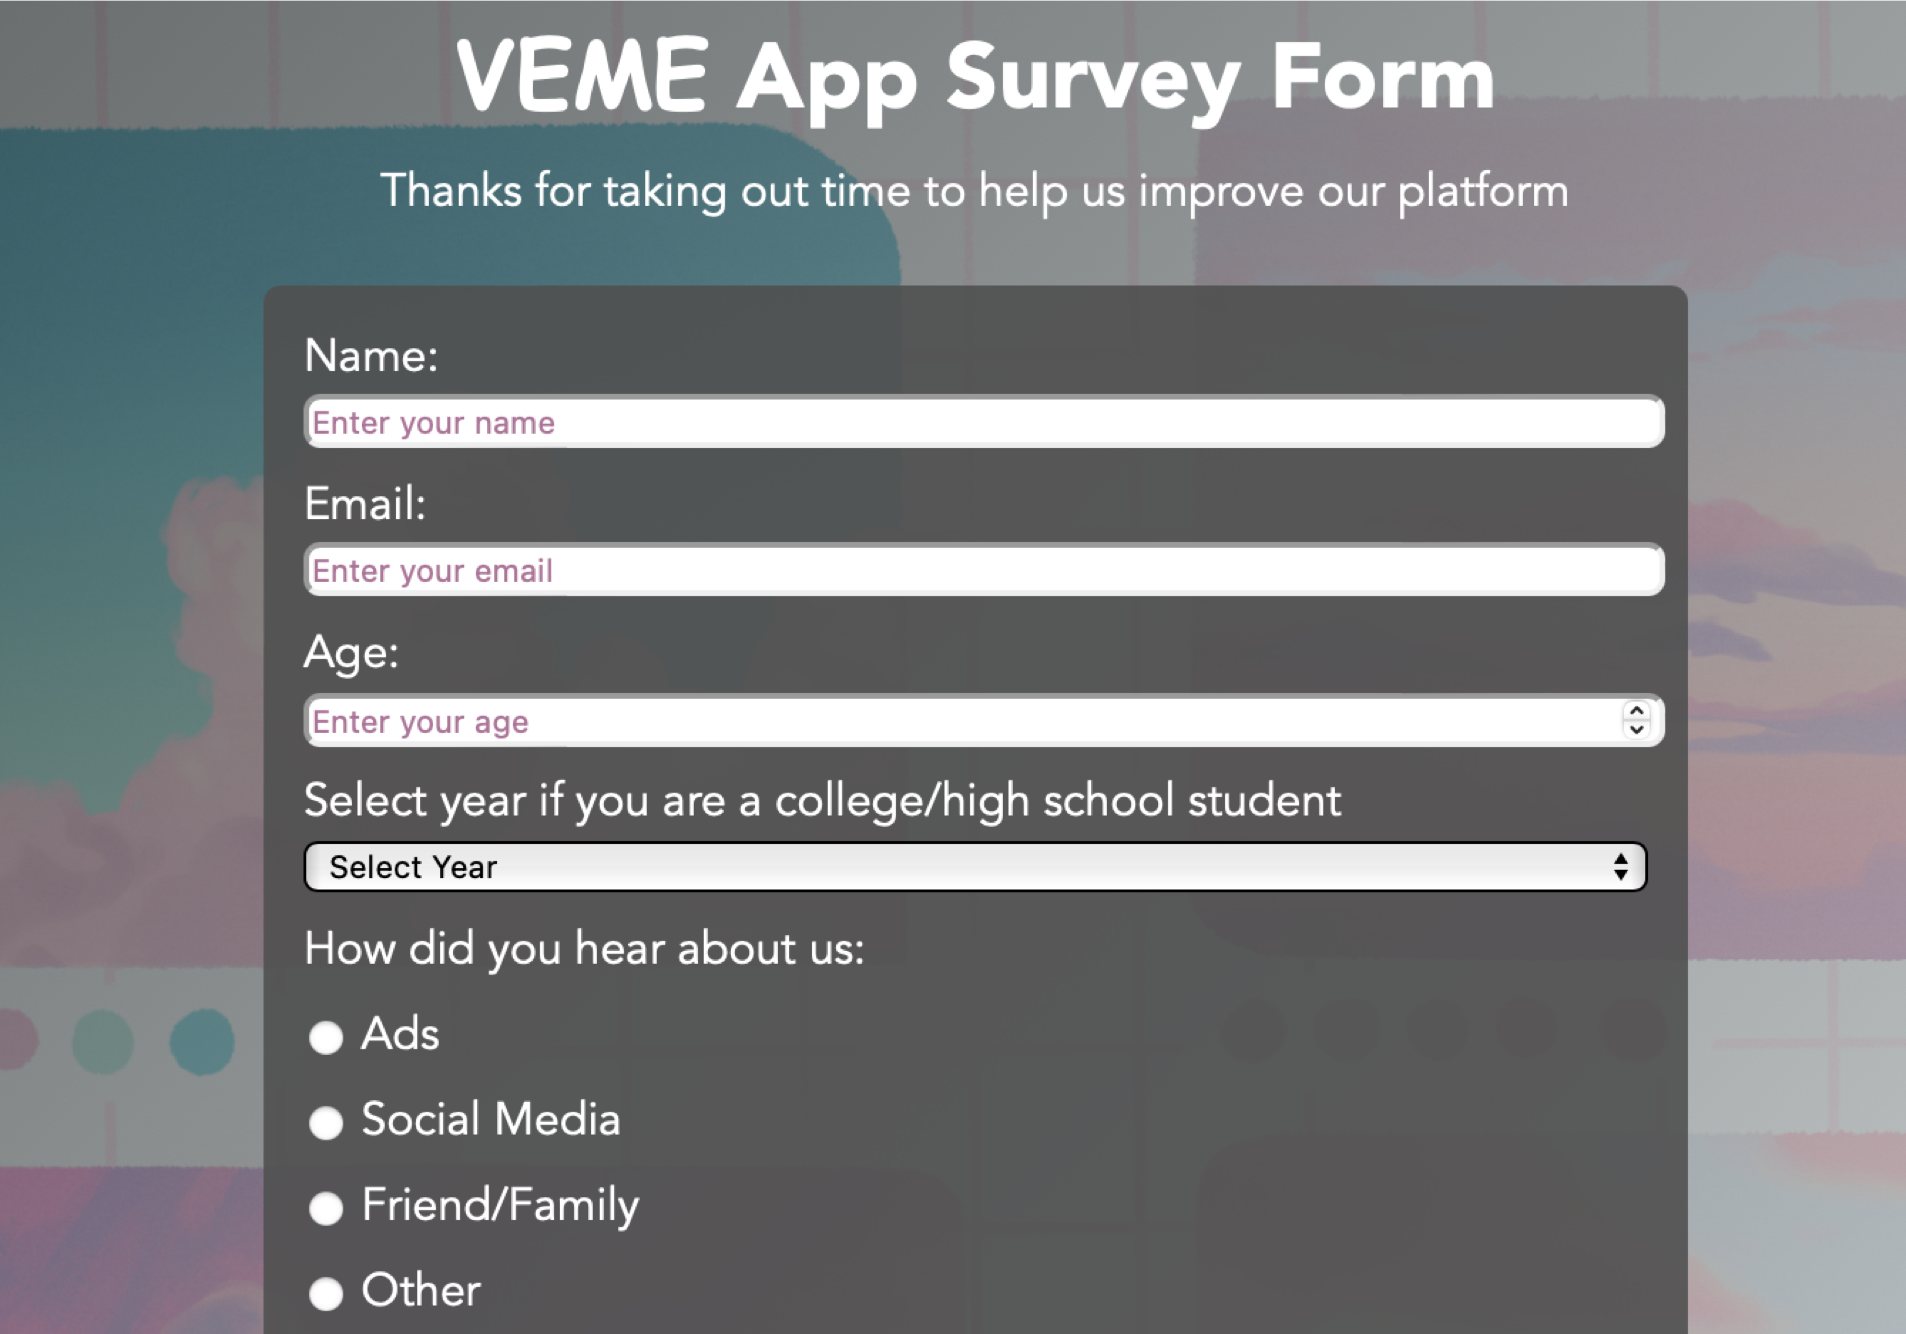 VEME App Survey Form
Thanks for taking out time to help us improve our platform
Name:
Enter your name
Email:
Enter your email
Age:
Enter your age
Select year if you are a college/high school student
Select Year
How did you hear about us:
Ads
Social Media
Friend/Family
Other